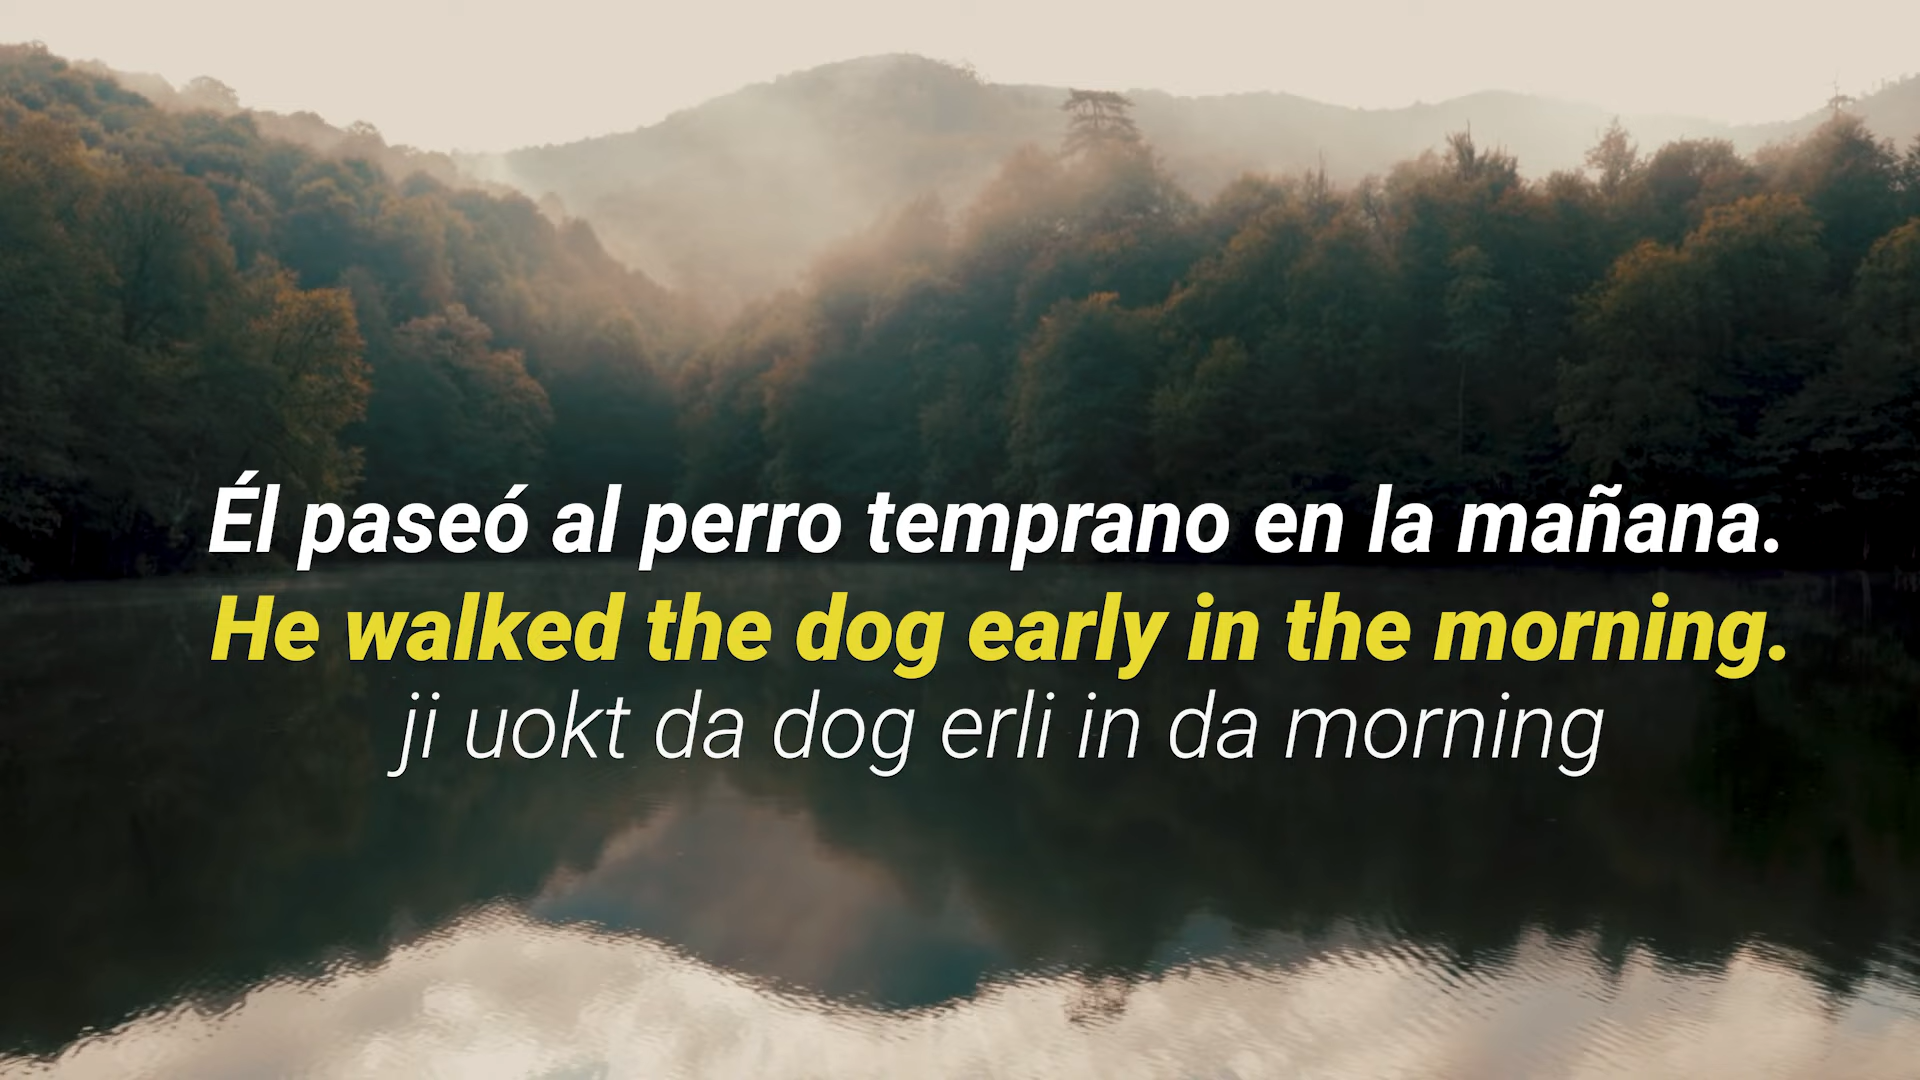 Él paseó al perro temprano en la mañana.
He walked the dog early in the morning.
ji uokt da dog erli in da morning